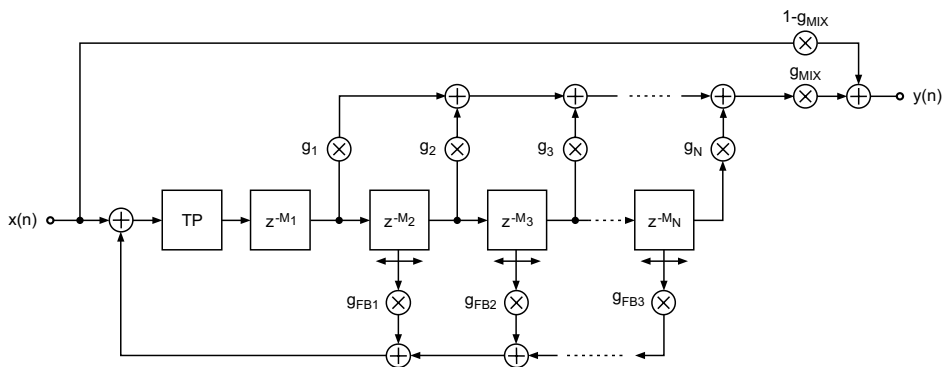 1-gMIX
gMIX
y(n)
g1
g2
g3
gN
x(n)
TP
z-M1
z-M2
z-M3
z-MN
gFB1
gFB2
gFB3